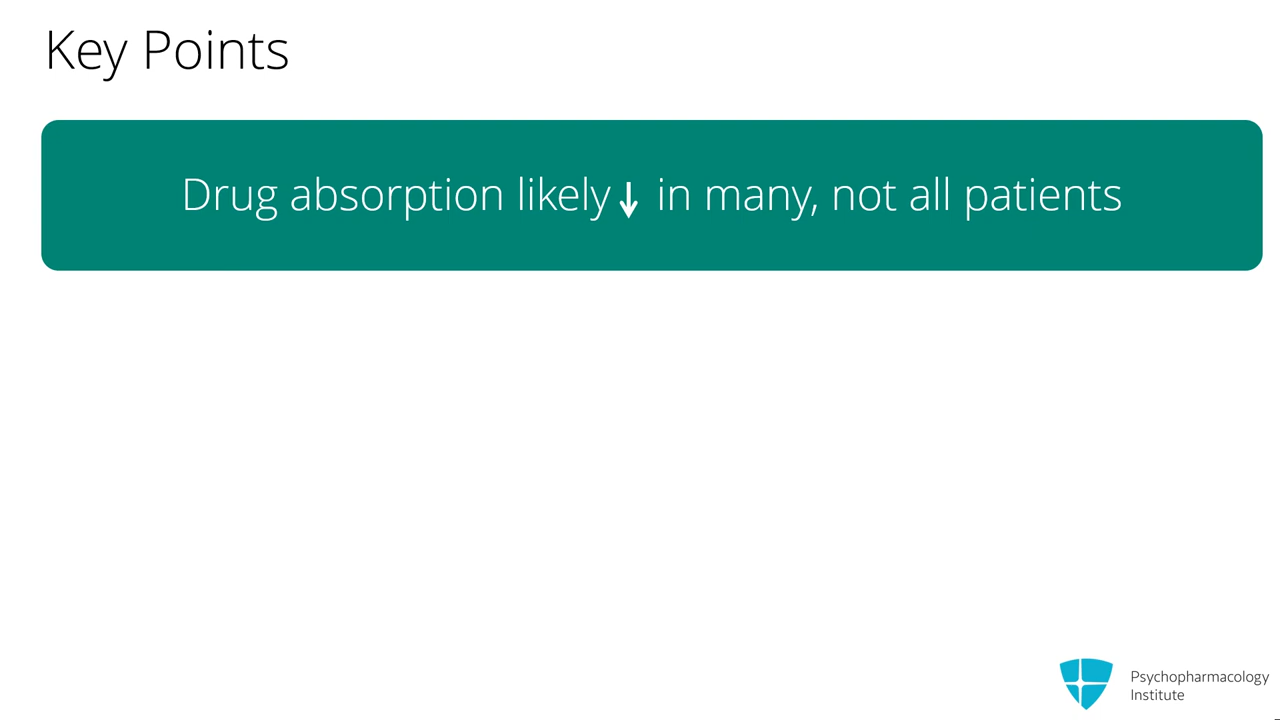 Key Points
Drug absorption likely ↓ in many, not all patients
Psychopharmacology
Institute